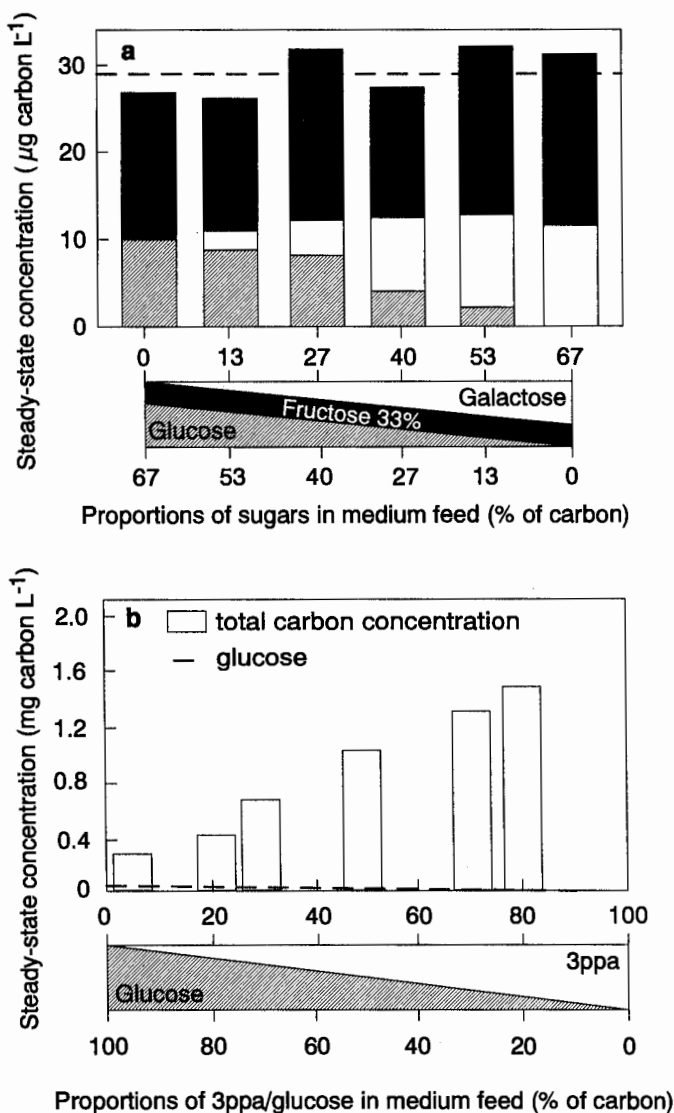 a
Steady-state concentration ( µg carbon L-1)
30
20
10
0
0 13 27 40 53 67
Galactose
Fructose 33%
Glucose
67 53 40 27 13 0
Proportions of sugars in medium feed (% of carbon)
b
total carbon concentration
glucose
Steady-state concentration (mg carbon L-1)
2.0
1.6
1.2
0.8
0.4
0
0 20 40 60 80 100
3ppa
Glucose
100 80 60 40 20 0
Proportions of 3ppa/glucose in medium feed (% of carbon)